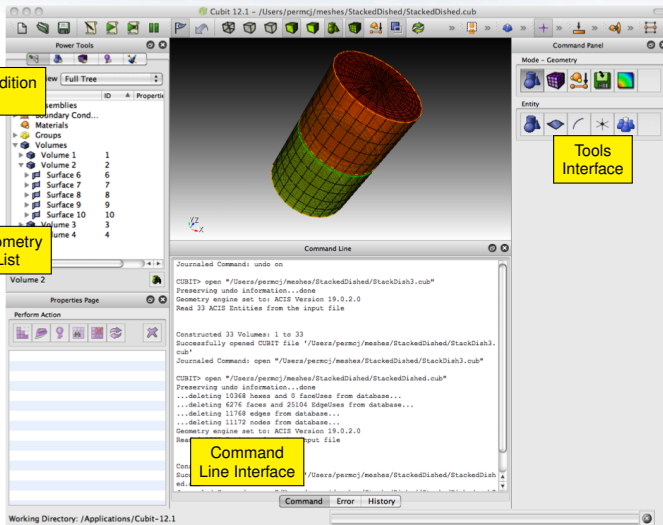 Cubit 12.1 - /Users/permcj/meshes/StackedDished/StackedDished.cub
Power Tools
View Full Tree
dition
ID Properti
Assemblies
Boundary Cond...
Materials
Groups
Volumes
Volume 1 1
Volume 2 2
Surface 6 6
Surface 7 7
Surface 8 8
Surface 9 9
Surface 10 10
Volume 3 3
Volume 4 4
ometry
List
Volume 2
Properties Page
Perform Action
YZ
X
Command Line
Journaled Command: undo on
CUBIT> open "/Users/permcj/meshes/StackedDished/StackDish3.cub"
Preserving undo information...done
Geometry engine set to: ACIS Version 19.0.2.0
Read 33 ACIS Entities from the input file
Constructed 33 Volumes: 1 to 33
Successfully opened CUBIT file '/Users/permcj/meshes/StackedDished/StackDish3.
cub'
Journaled Command: open "/Users/permcj/meshes/StackedDished/StackDish3.cub"
CUBIT> open "/Users/permcj/meshes/StackedDished/StackedDished.cub"
Preserving undo information...done
...deleting 10368 hexes and 0 faceUses from database...
...deleting 6276 faces and 25104 EdgeUses from database...
...deleting 11768 edges from database...
...deleting 11172 nodes from database...
Geometry engine set to: ACIS Version 19.0.2.0
Rea put file
Con
Suc '/Users/permcj/meshes/StackedDished/StackedDish
ed.
Command
Line Interface
Command Error History
Command Panel
Mode - Geometry
Entity
Tools
Interface
Working Directory: /Applications/Cubit-12.1